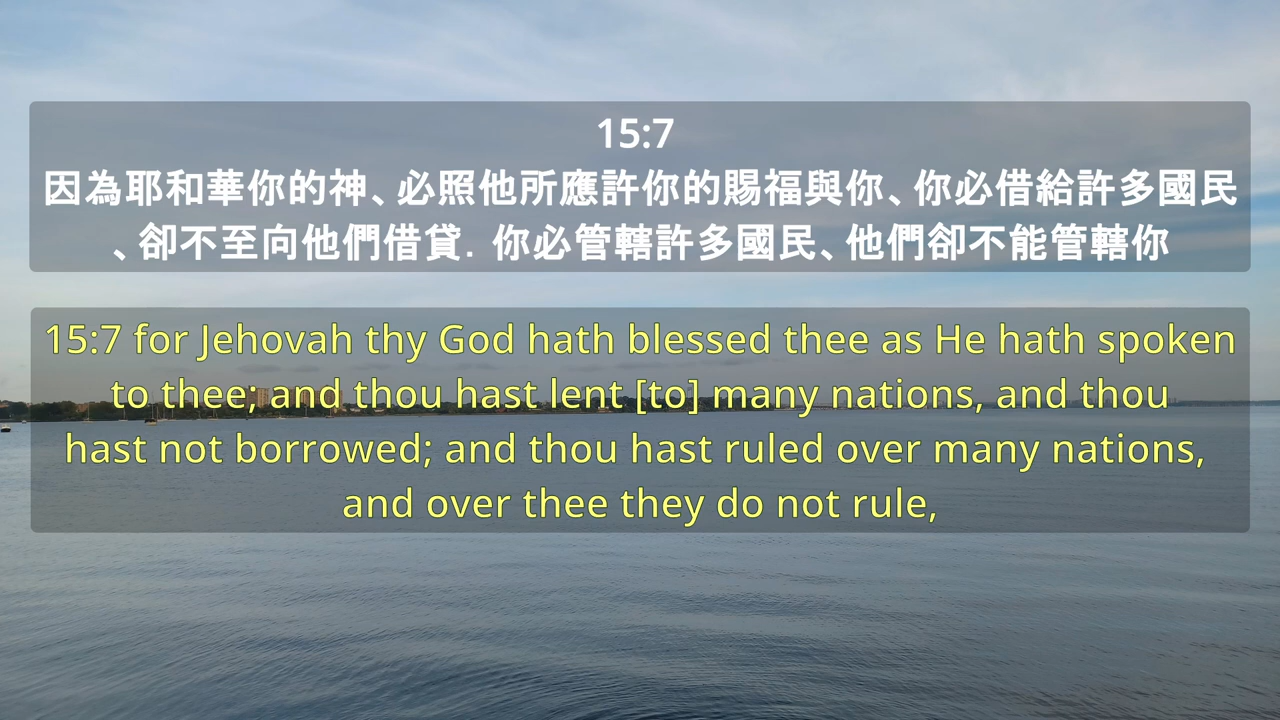 15:7
因為耶和華你的神、必照他所應許你的賜福與你、你必借給許多國民
、卻不至向他們借貸．你必管轄許多國民、他們卻不能管轄你
15:7 for Jehovah thy God hath blessed thee as He hath spoken
to thee; and thou hast lent [to] many nations, and thou
hast not borrowed; and thou hast ruled over many nations,
and over thee they do not rule,